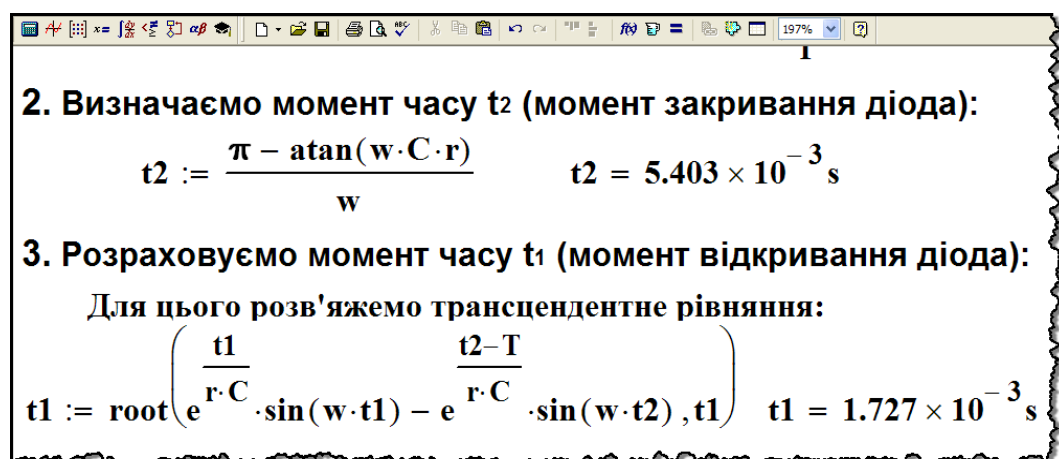 197%
2. Визначаємо момент часу t2 (момент закривання діода):
t2 := (π − atan(w·C·r)) / w    t2 = 5.403 × 10^−3 s
3. Розраховуємо момент часу t1 (момент відкривання діода):
Для цього розв'яжемо трансцендентне рівняння:
t1 := root(e^(t1/(r·C))·sin(w·t1) − e^((t2−T)/(r·C))·sin(w·t2), t1)    t1 = 1.727 × 10^−3 s